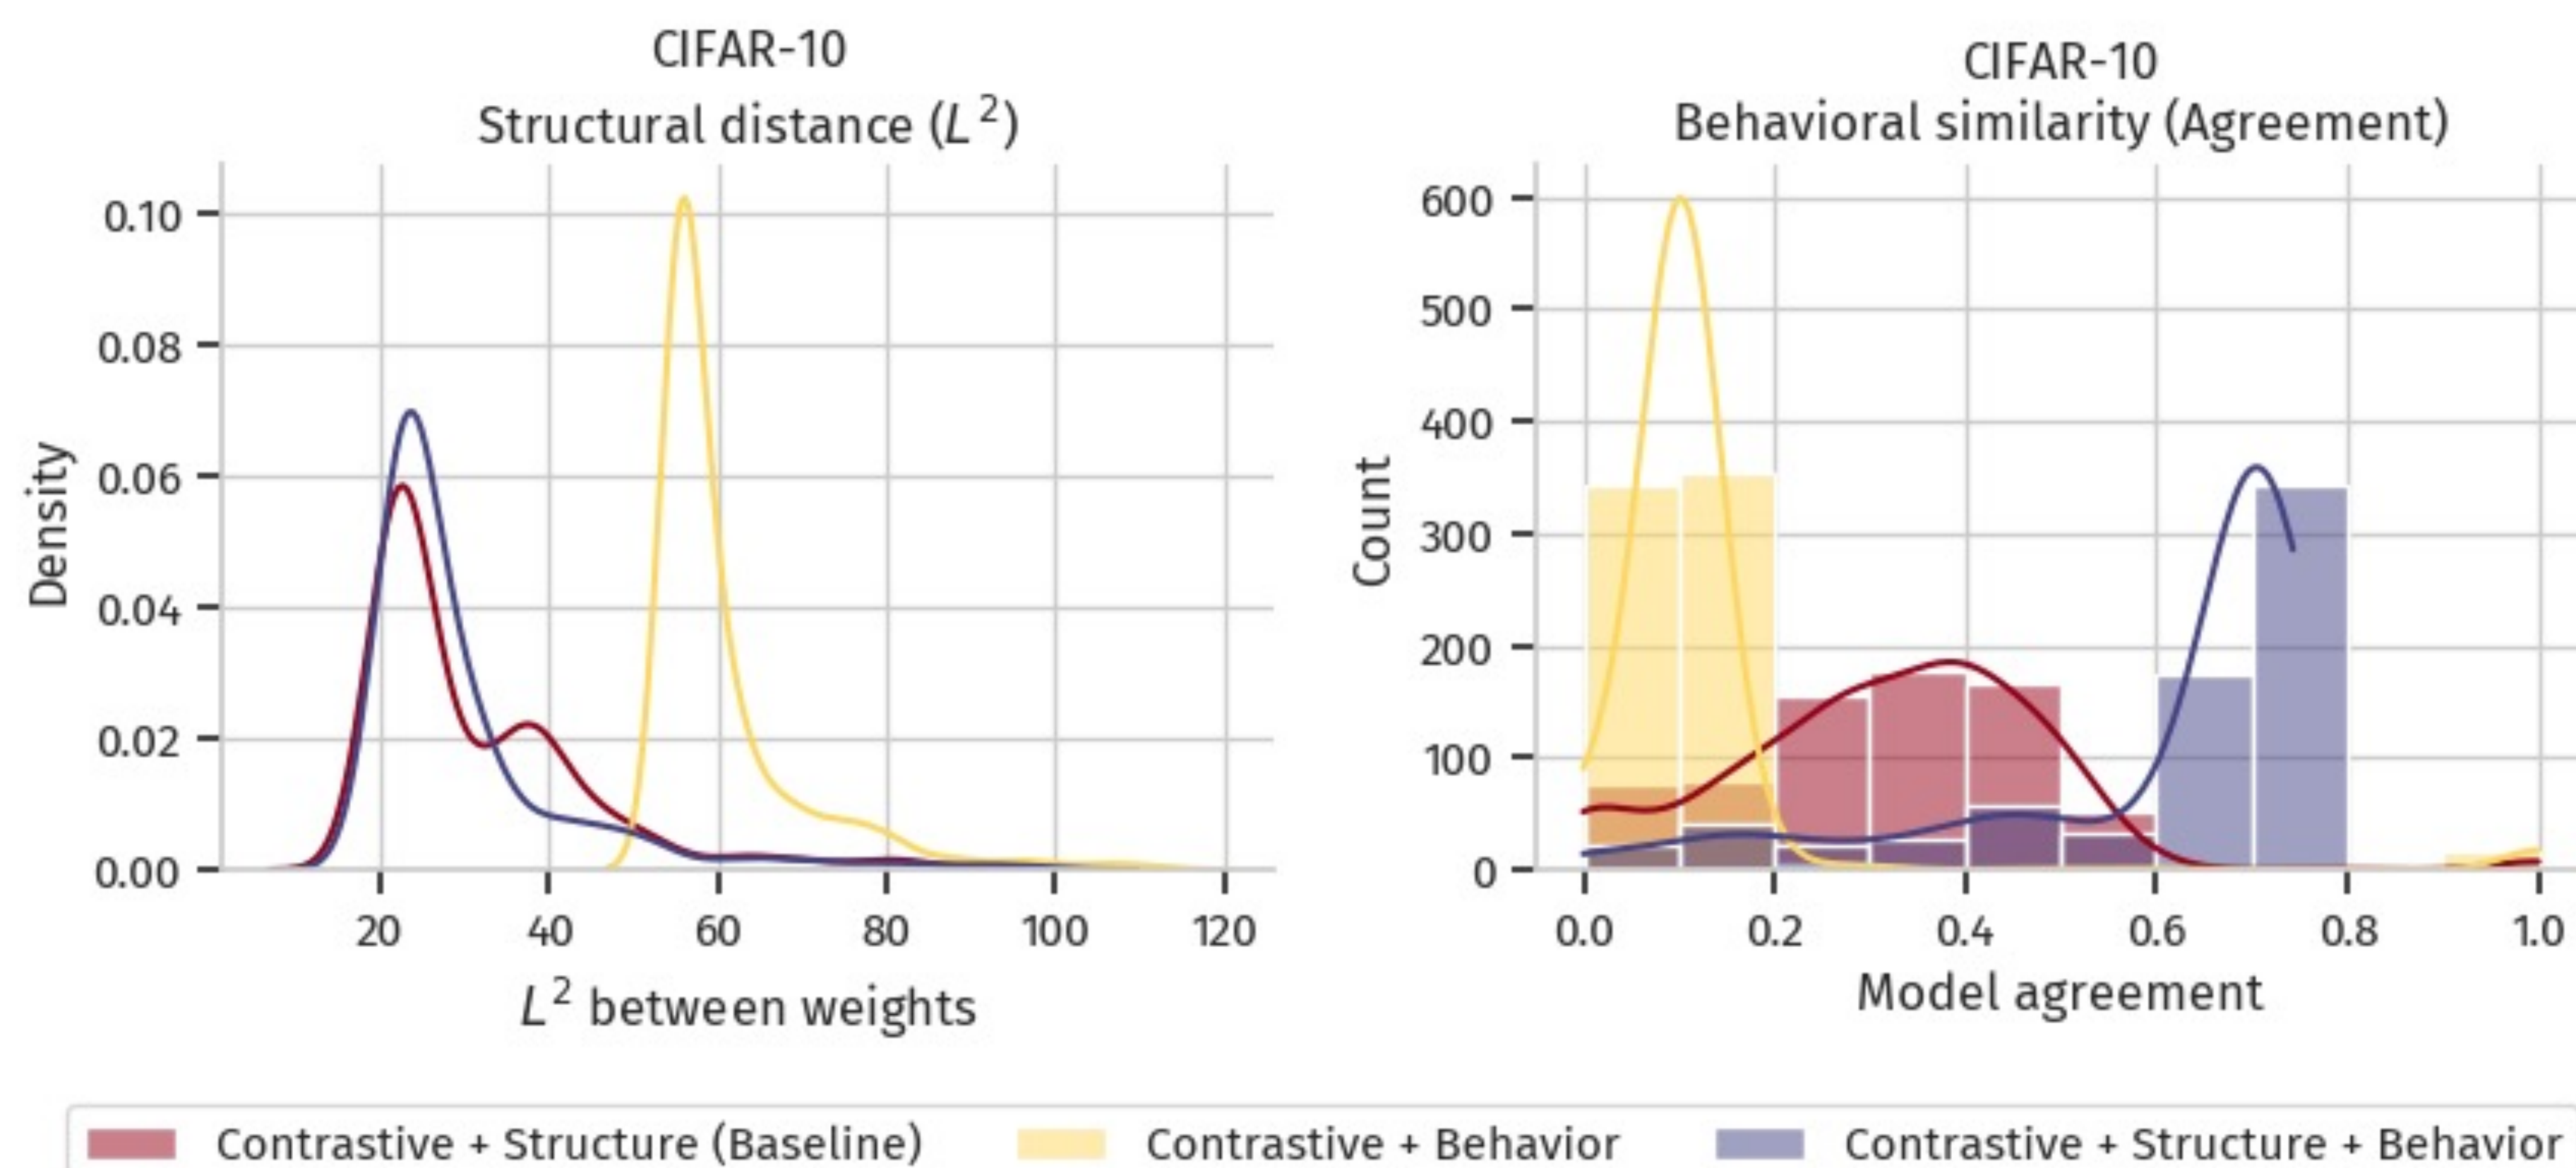 CIFAR-10
Structural distance (L²)
0.10
0.08
0.06
0.04
0.02
0.00
Density
20 40 60 80 100 120
L² between weights
CIFAR-10
Behavioral similarity (Agreement)
600
500
400
300
200
100
0
Count
0.0 0.2 0.4 0.6 0.8 1.0
Model agreement
Contrastive + Structure (Baseline) Contrastive + Behavior Contrastive + Structure + Behavior